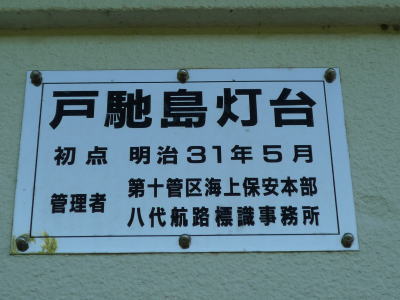 戸馳島灯台
初点 明治31年5月
管理者 第十管区海上保安本部
八代航路標識事務所